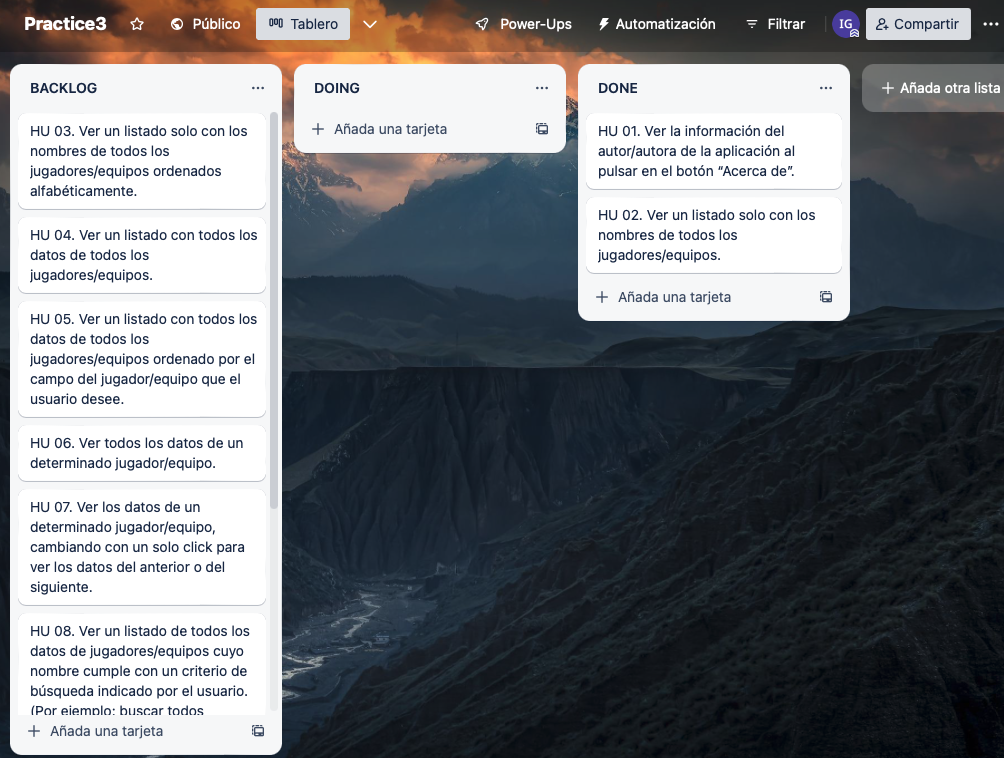 Practice3
Público
Tablero
Power-Ups
Automatización
Filtrar
IG
Compartir
BACKLOG
HU 03. Ver un listado solo con los
nombres de todos los
jugadores/equipos ordenados
alfabéticamente.
HU 04. Ver un listado con todos los
datos de todos los
jugadores/equipos.
HU 05. Ver un listado con todos los
datos de todos los
jugadores/equipos ordenado por el
campo del jugador/equipo que el
usuario desee.
HU 06. Ver todos los datos de un
determinado jugador/equipo.
HU 07. Ver los datos de un
determinado jugador/equipo,
cambiando con un solo click para
ver los datos del anterior o del
siguiente.
HU 08. Ver un listado de todos los
datos de jugadores/equipos cuyo
nombre cumple con un criterio de
búsqueda indicado por el usuario.
(Por ejemplo: buscar todos
Añada una tarjeta
DOING
Añada una tarjeta
DONE
HU 01. Ver la información del
autor/autora de la aplicación al
pulsar en el botón “Acerca de”.
HU 02. Ver un listado solo con los
nombres de todos los
jugadores/equipos.
Añada una tarjeta
Añada otra lista